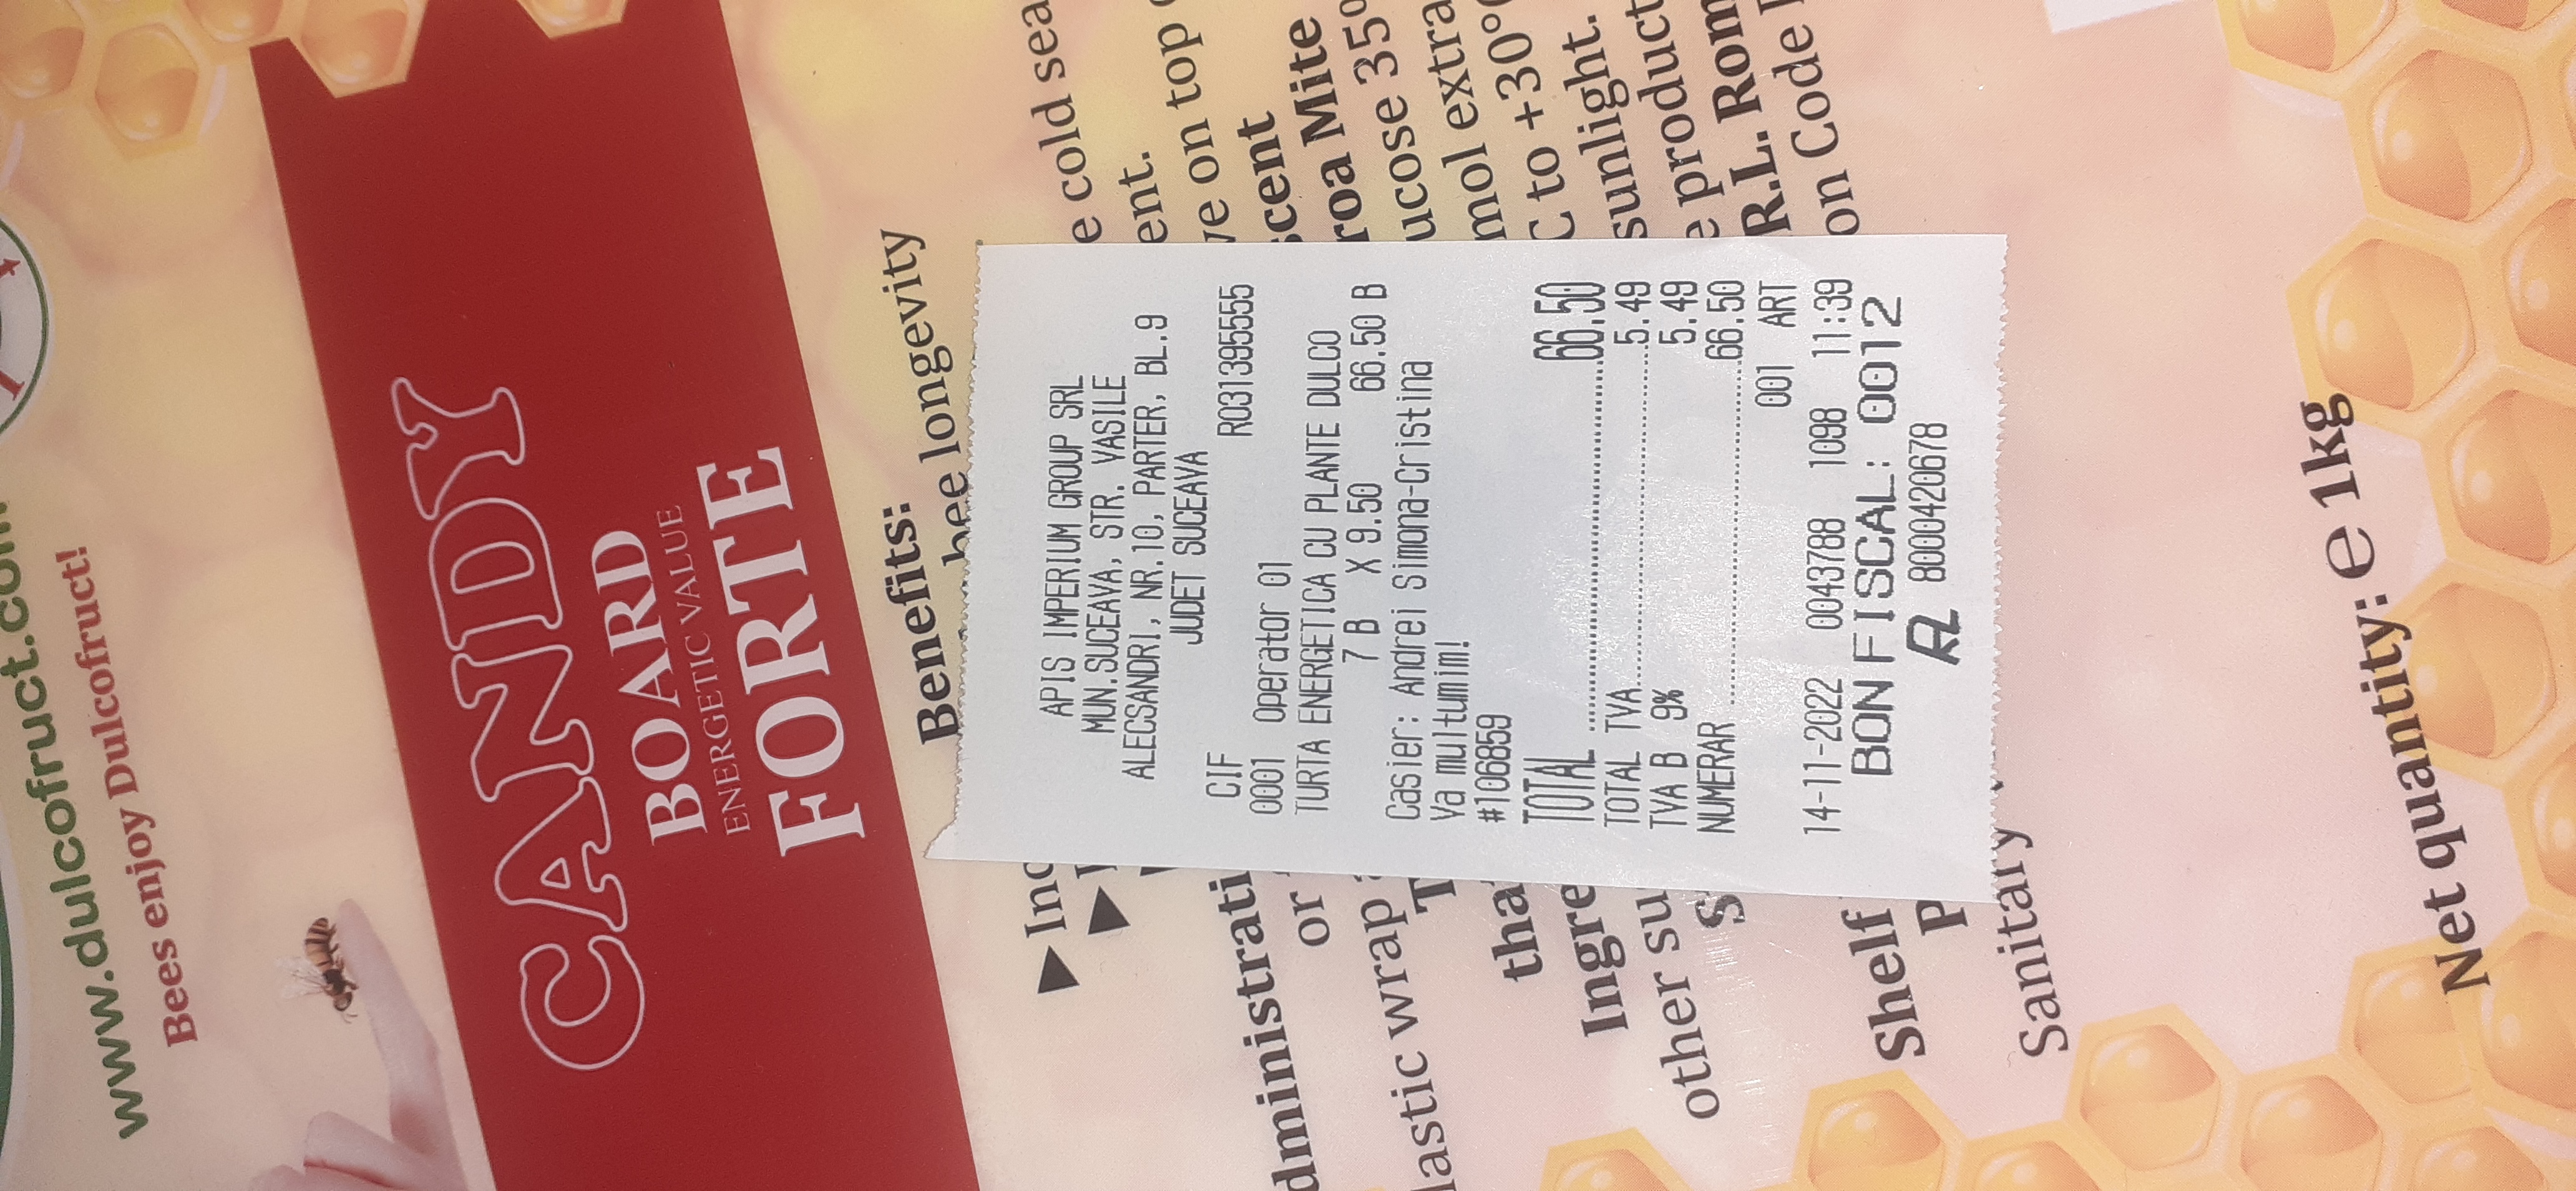 www.dulcofruct.com
Bees enjoy Dulcofruct!
CANDY
BOARD
ENERGETIC VALUE
FORTE
Benefits:
bee longevity
e cold sea
ent.
dministrati
ve on top
or
scent
lastic wrap
roa Mite
ucose 35
tha
mol extra
Ingre
C to +30°
other su
sunlight.
e product
Shelf
R.L. Rom
on Code
Sanitary
Net quantity: e 1kg
APIS IMPERIUM GROUP SRL
MUN.SUCEAVA, STR. VASILE
ALECSANDRI, NR.10, PARTER, BL.9
JUDET SUCEAVA
CIF RO31395555
0001 Operator 01
TURTA ENERGETICA CU PLANTE DULCO
7 B X 9.50 66.50 B
Casier: Andrei Simona-Cristina
Va multumim!
#106859
TOTAL 66.50
TOTAL TVA 5.49
TVA B 9% 5.49
NUMERAR 66.50
001 ART
14-11-2022 0043788 1098 11:39
BON FISCAL: 0012
8000420678